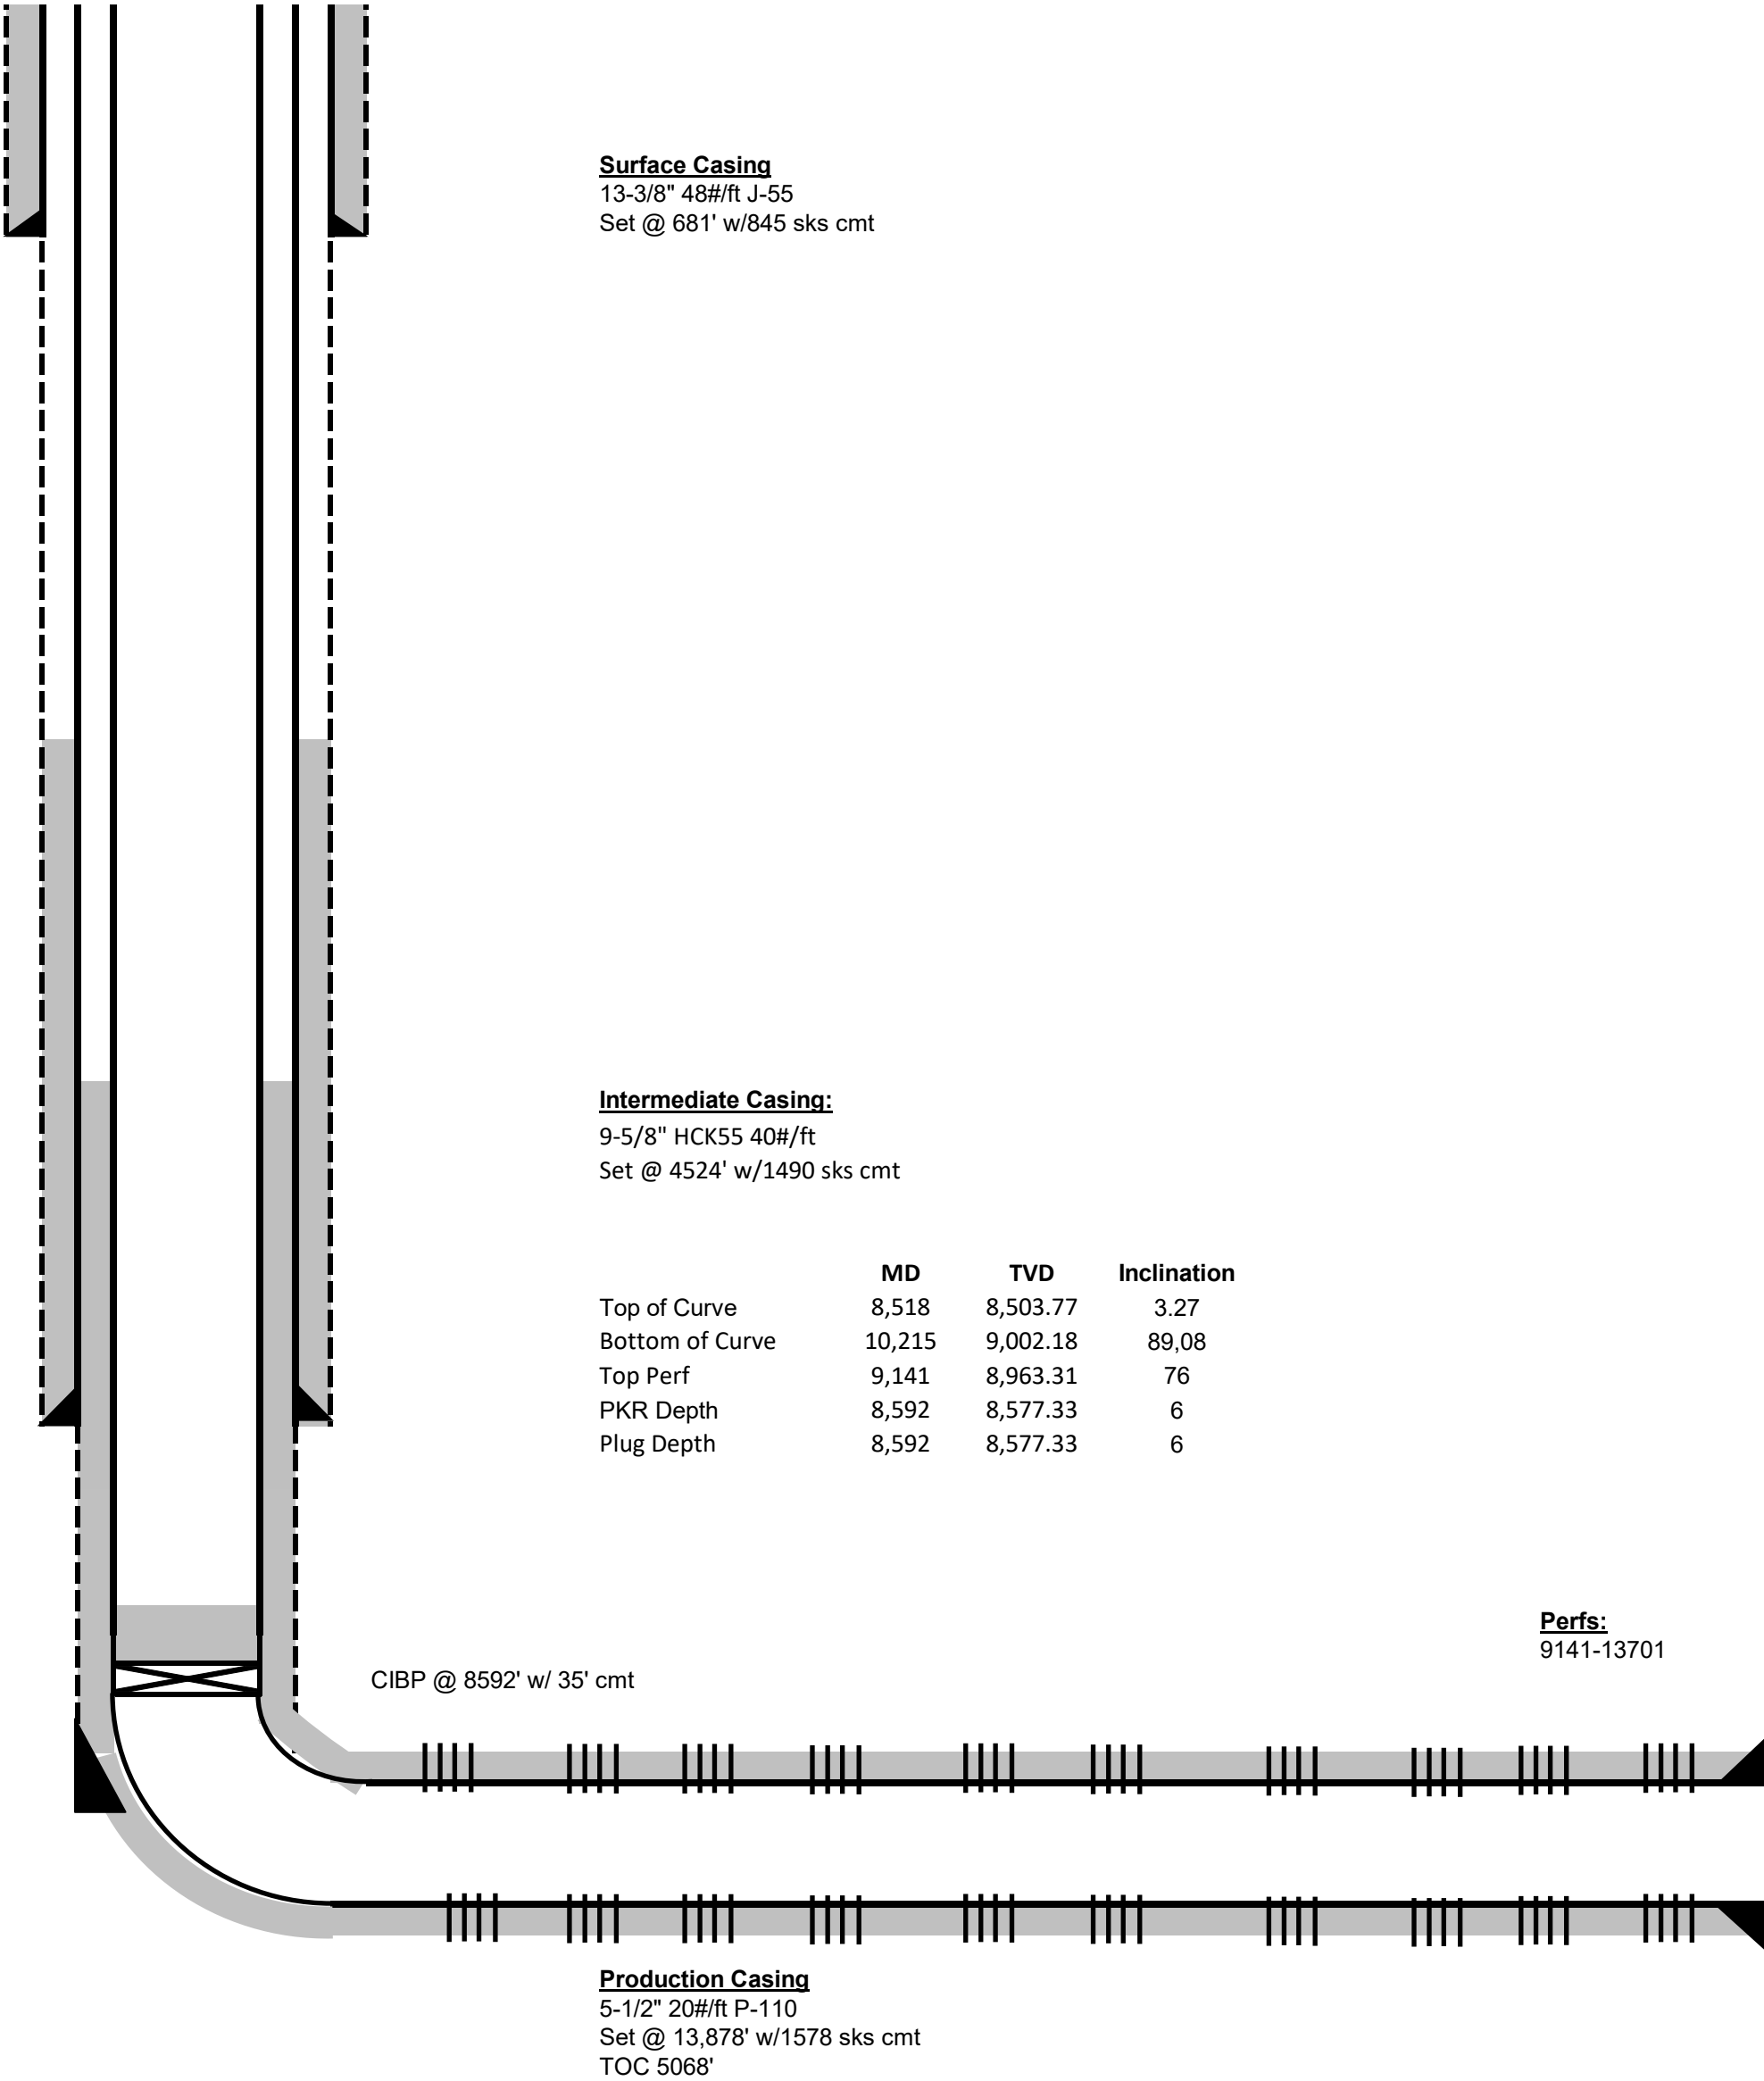 Surface Casing
13-3/8" 48#/ft J-55
Set @ 681' w/845 sks cmt
Intermediate Casing:
9-5/8" HCK55 40#/ft
Set @ 4524' w/1490 sks cmt
MD TVD Inclination
Top of Curve 8,518 8,503.77 3.27
Bottom of Curve 10,215 9,002.18 89,08
Top Perf 9,141 8,963.31 76
PKR Depth 8,592 8,577.33 6
Plug Depth 8,592 8,577.33 6
Perfs:
9141-13701
CIBP @ 8592' w/ 35' cmt
Production Casing
5-1/2" 20#/ft P-110
Set @ 13,878' w/1578 sks cmt
TOC 5068'